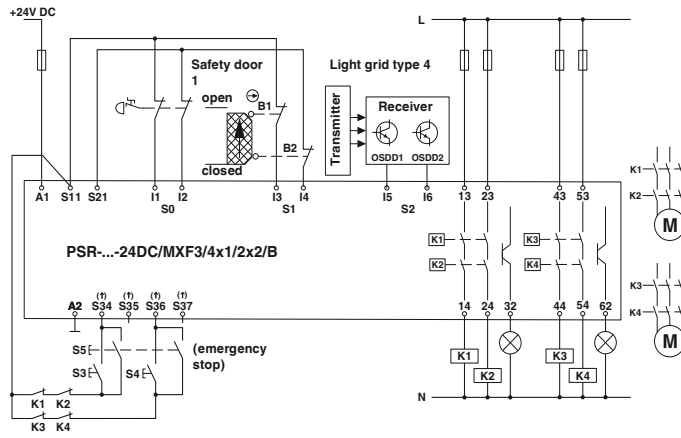 +24V DC
L
Safety door
1
Light grid type 4
open
closed
B1
B2
Transmitter
Receiver
OSDD1 OSDD2
A1 S11 S21 I1 I2 I3 I4 I5 I6 13 23 43 53
S0 S1 S2
K1
K2
M
K1
K2
K3
K4
PSR-...-24DC/MXF3/4x1/2x2/B
K3
K4
M
(↑) (↑) (↑) (↑)
A2 S34 S35 S36 S37 14 24 32 44 54 62
S5
(emergency
stop)
S3 S4
K1 K2 K3 K4
K1 K2
K3 K4
N